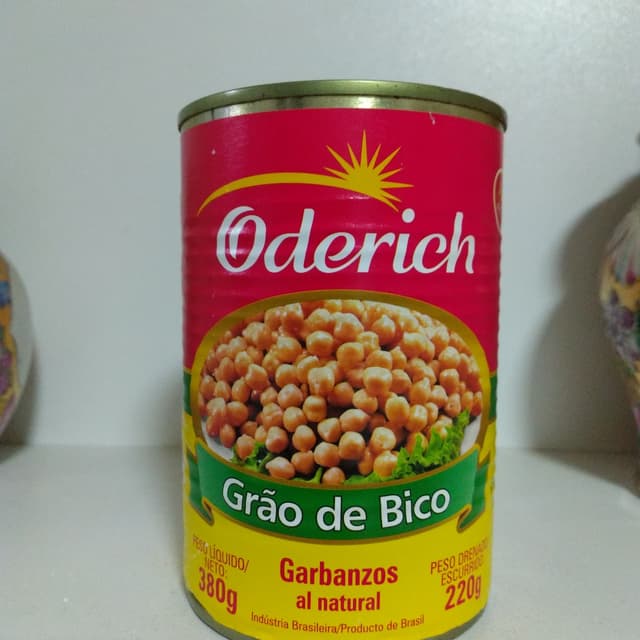 Oderich
Grão de Bico
PESO LÍQUIDO/
NETO:
380g
Garbanzos
al natural
PESO DRENADO/
ESCURRIDO:
220g
Indústria Brasileira/Producto de Brasil